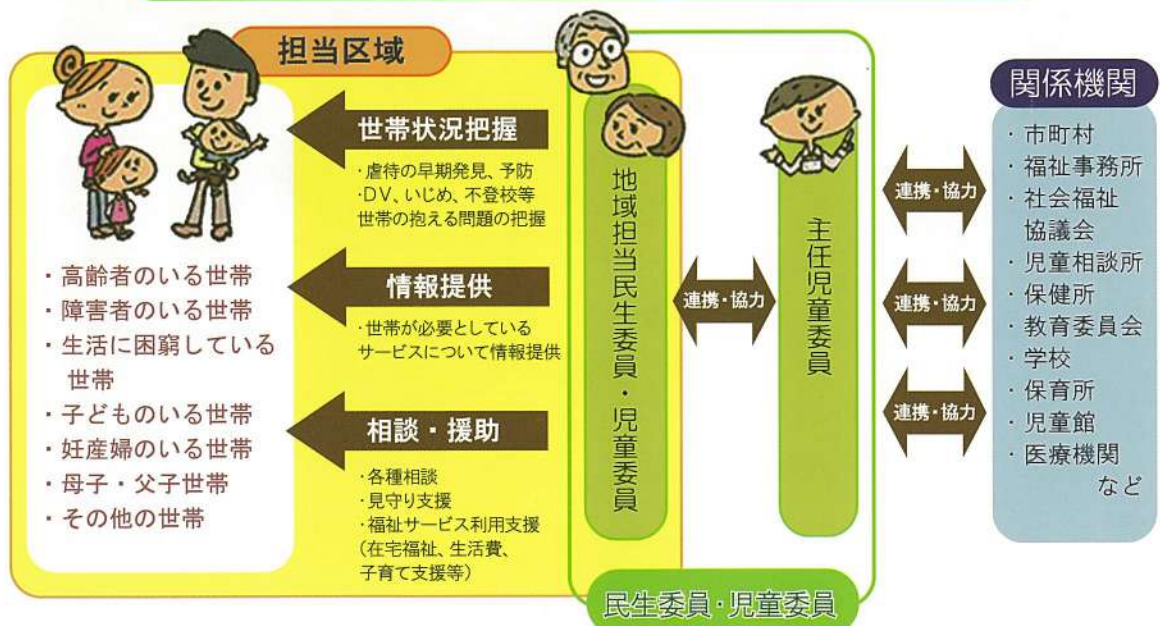 担当区域
・高齢者のいる世帯
・障害者のいる世帯
・生活に困窮している
世帯
・子どものいる世帯
・妊産婦のいる世帯
・母子・父子世帯
・その他の世帯
世帯状況把握
・虐待の早期発見、予防
・DV、いじめ、不登校等
世帯の抱える問題の把握
情報提供
・世帯が必要としている
サービスについて情報提供
相談・援助
・各種相談
・見守り支援
・福祉サービス利用支援
(在宅福祉、生活費、
子育て支援等)
地域担当民生委員・児童委員
連携・協力
主任児童委員
民生委員・児童委員
連携・協力
連携・協力
連携・協力
関係機関
・市町村
・福祉事務所
・社会福祉
協議会
・児童相談所
・保健所
・教育委員会
・学校
・保育所
・児童館
・医療機関
など